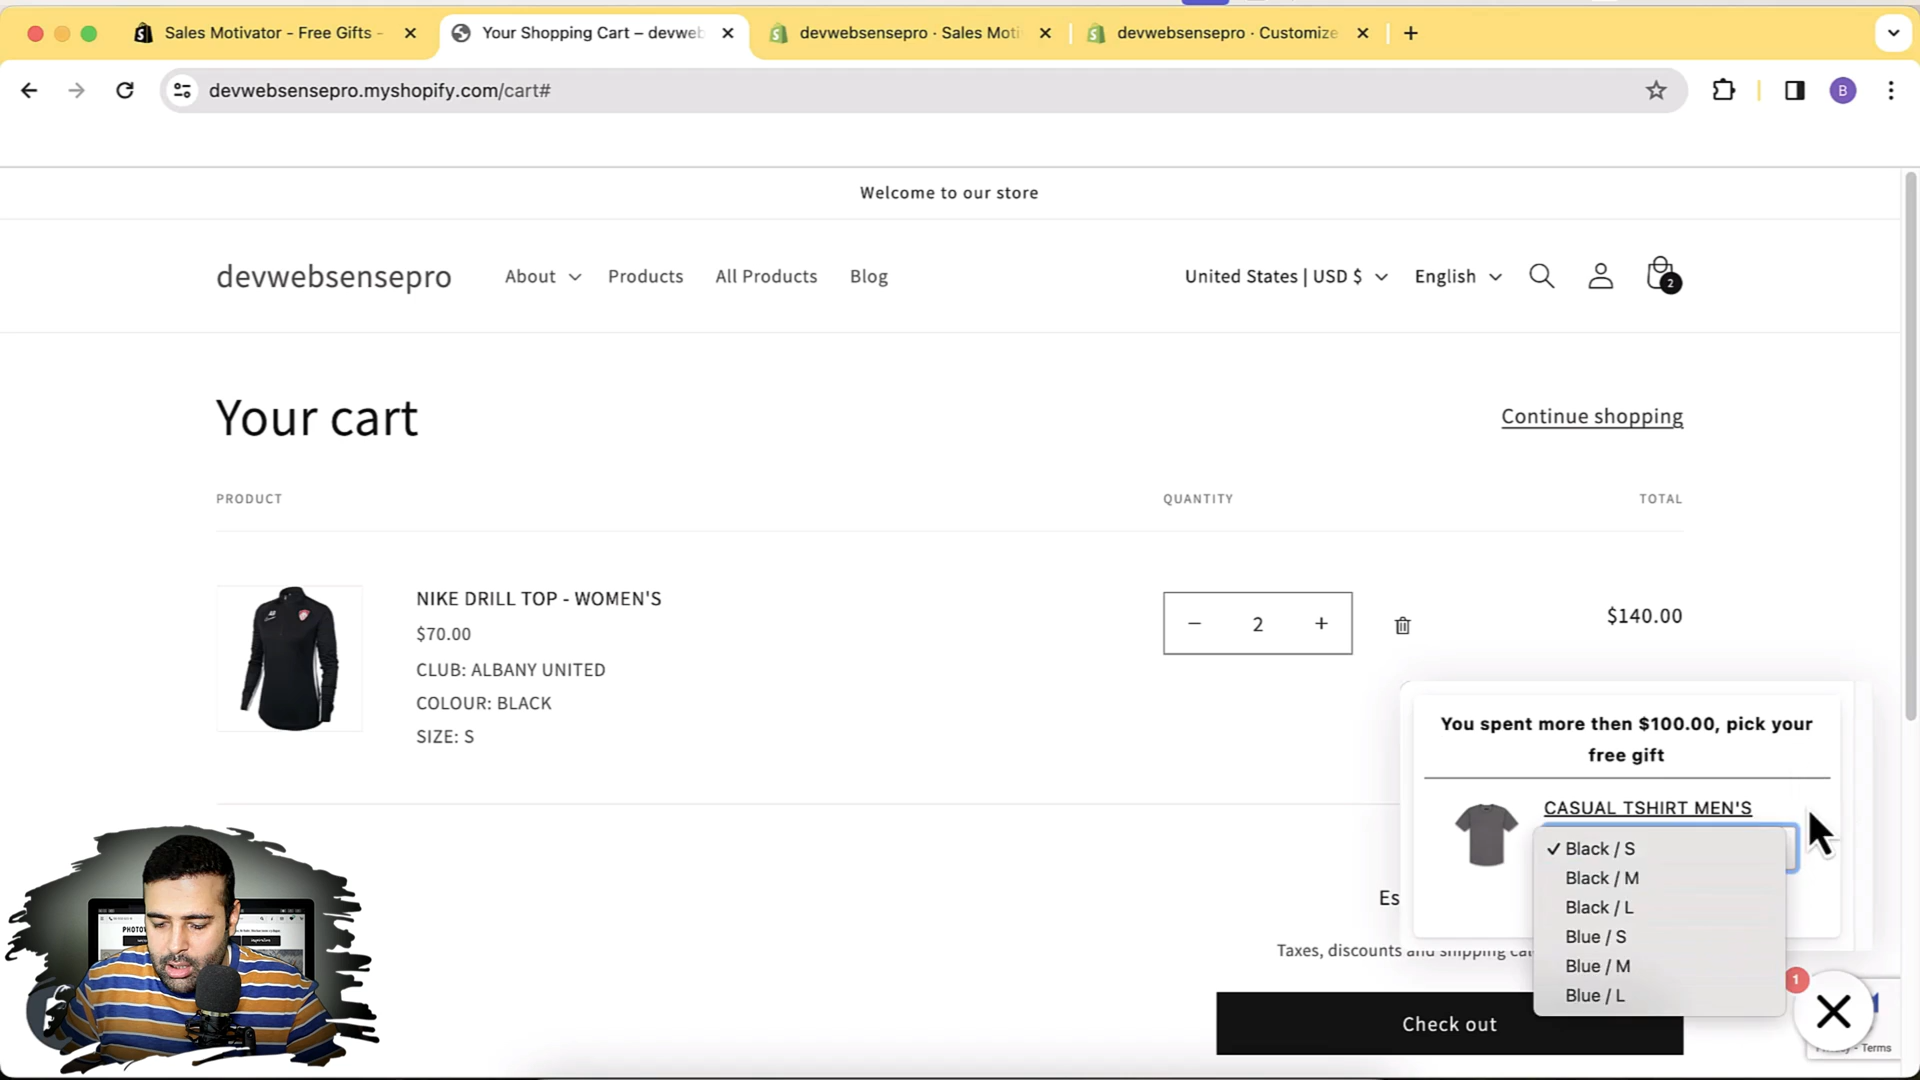 Sales Motivator - Free Gifts -
Your Shopping Cart – devweb
devwebsensepro · Sales Moti
devwebsensepro · Customize
devwebsensepro.myshopify.com/cart#
B
Welcome to our store
devwebsensepro
About
Products
All Products
Blog
United States | USD $
English
2
Your cart
Continue shopping
PRODUCT
QUANTITY
TOTAL
NIKE DRILL TOP - WOMEN'S
$70.00
CLUB: ALBANY UNITED
COLOUR: BLACK
SIZE: S
− 2 +
$140.00
You spent more then $100.00, pick your
free gift
CASUAL TSHIRT MEN'S
✓ Black / S
Black / M
Black / L
Blue / S
Blue / M
Blue / L
Es
Taxes, discounts and shipping cal
1
Check out
- Terms